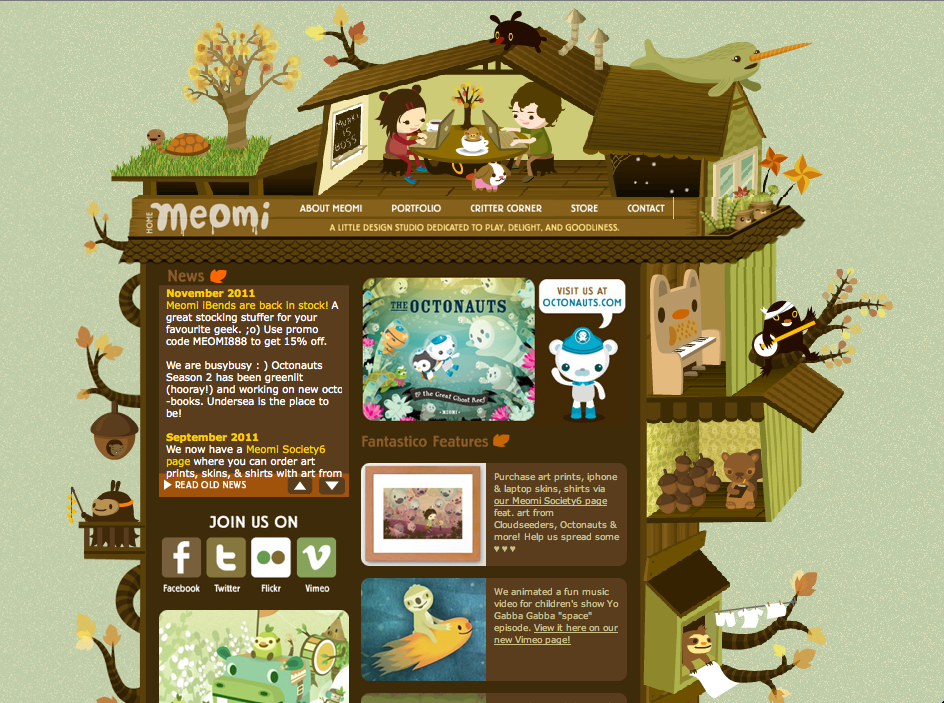 MURKI
IS
BOSS
HOME
meomi
ABOUT MEOMI
PORTFOLIO
CRITTER CORNER
STORE
CONTACT
A LITTLE DESIGN STUDIO DEDICATED TO PLAY, DELIGHT, AND GOODLINESS.
News
November 2011
Meomi IBends are back in stock! A
great stocking stuffer for your
favourite geek. ;o) Use promo
code MEOMI888 to get 15% off.
We are busybusy : ) Octonauts
Season 2 has been greenlit
(hooray!) and working on new octo
-books. Undersea is the place to
be!
September 2011
We now have a Meomi Society6
page where you can order art
prints, skins, & shirts with art from
READ OLD NEWS
JOIN US ON
Facebook
Twitter
Flickr
Vimeo
THE OCTONAUTS
& the Great Ghost Reef
MEOMI
VISIT US AT
OCTONAUTS.COM
Fantastico Features
Purchase art prints, iphone
& laptop skins, shirts via
our Meomi Society6 page
feat. art from
Cloudseeders, Octonauts &
more! Help us spread some
♥ ♥ ♥
We animated a fun music
video for children's show Yo
Gabba Gabba "space"
episode. View it here on our
new Vimeo page!